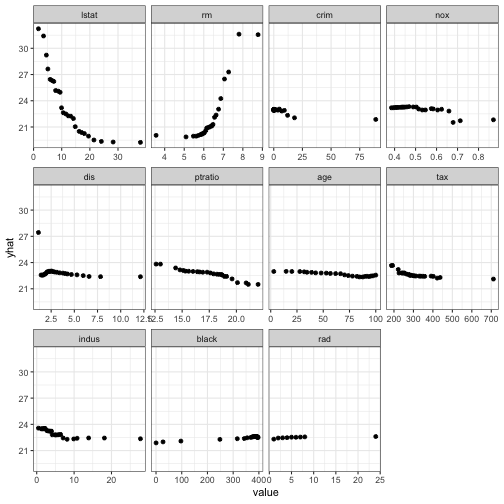 lstat rm crim nox
30
27
24
21
0 10 20 30 4 5 6 7 8 9 0 25 50 75 0.4 0.5 0.6 0.7 0.8
dis ptratio age tax
30
27
24
21
2.5 5.0 7.5 10.0 12.5 12.5 15.0 17.5 20.0 0 25 50 75 100 200 300 400 500 600 700
yhat
indus black rad
30
27
24
21
0 10 20 0 100 200 300 400 0 5 10 15 20 25
value